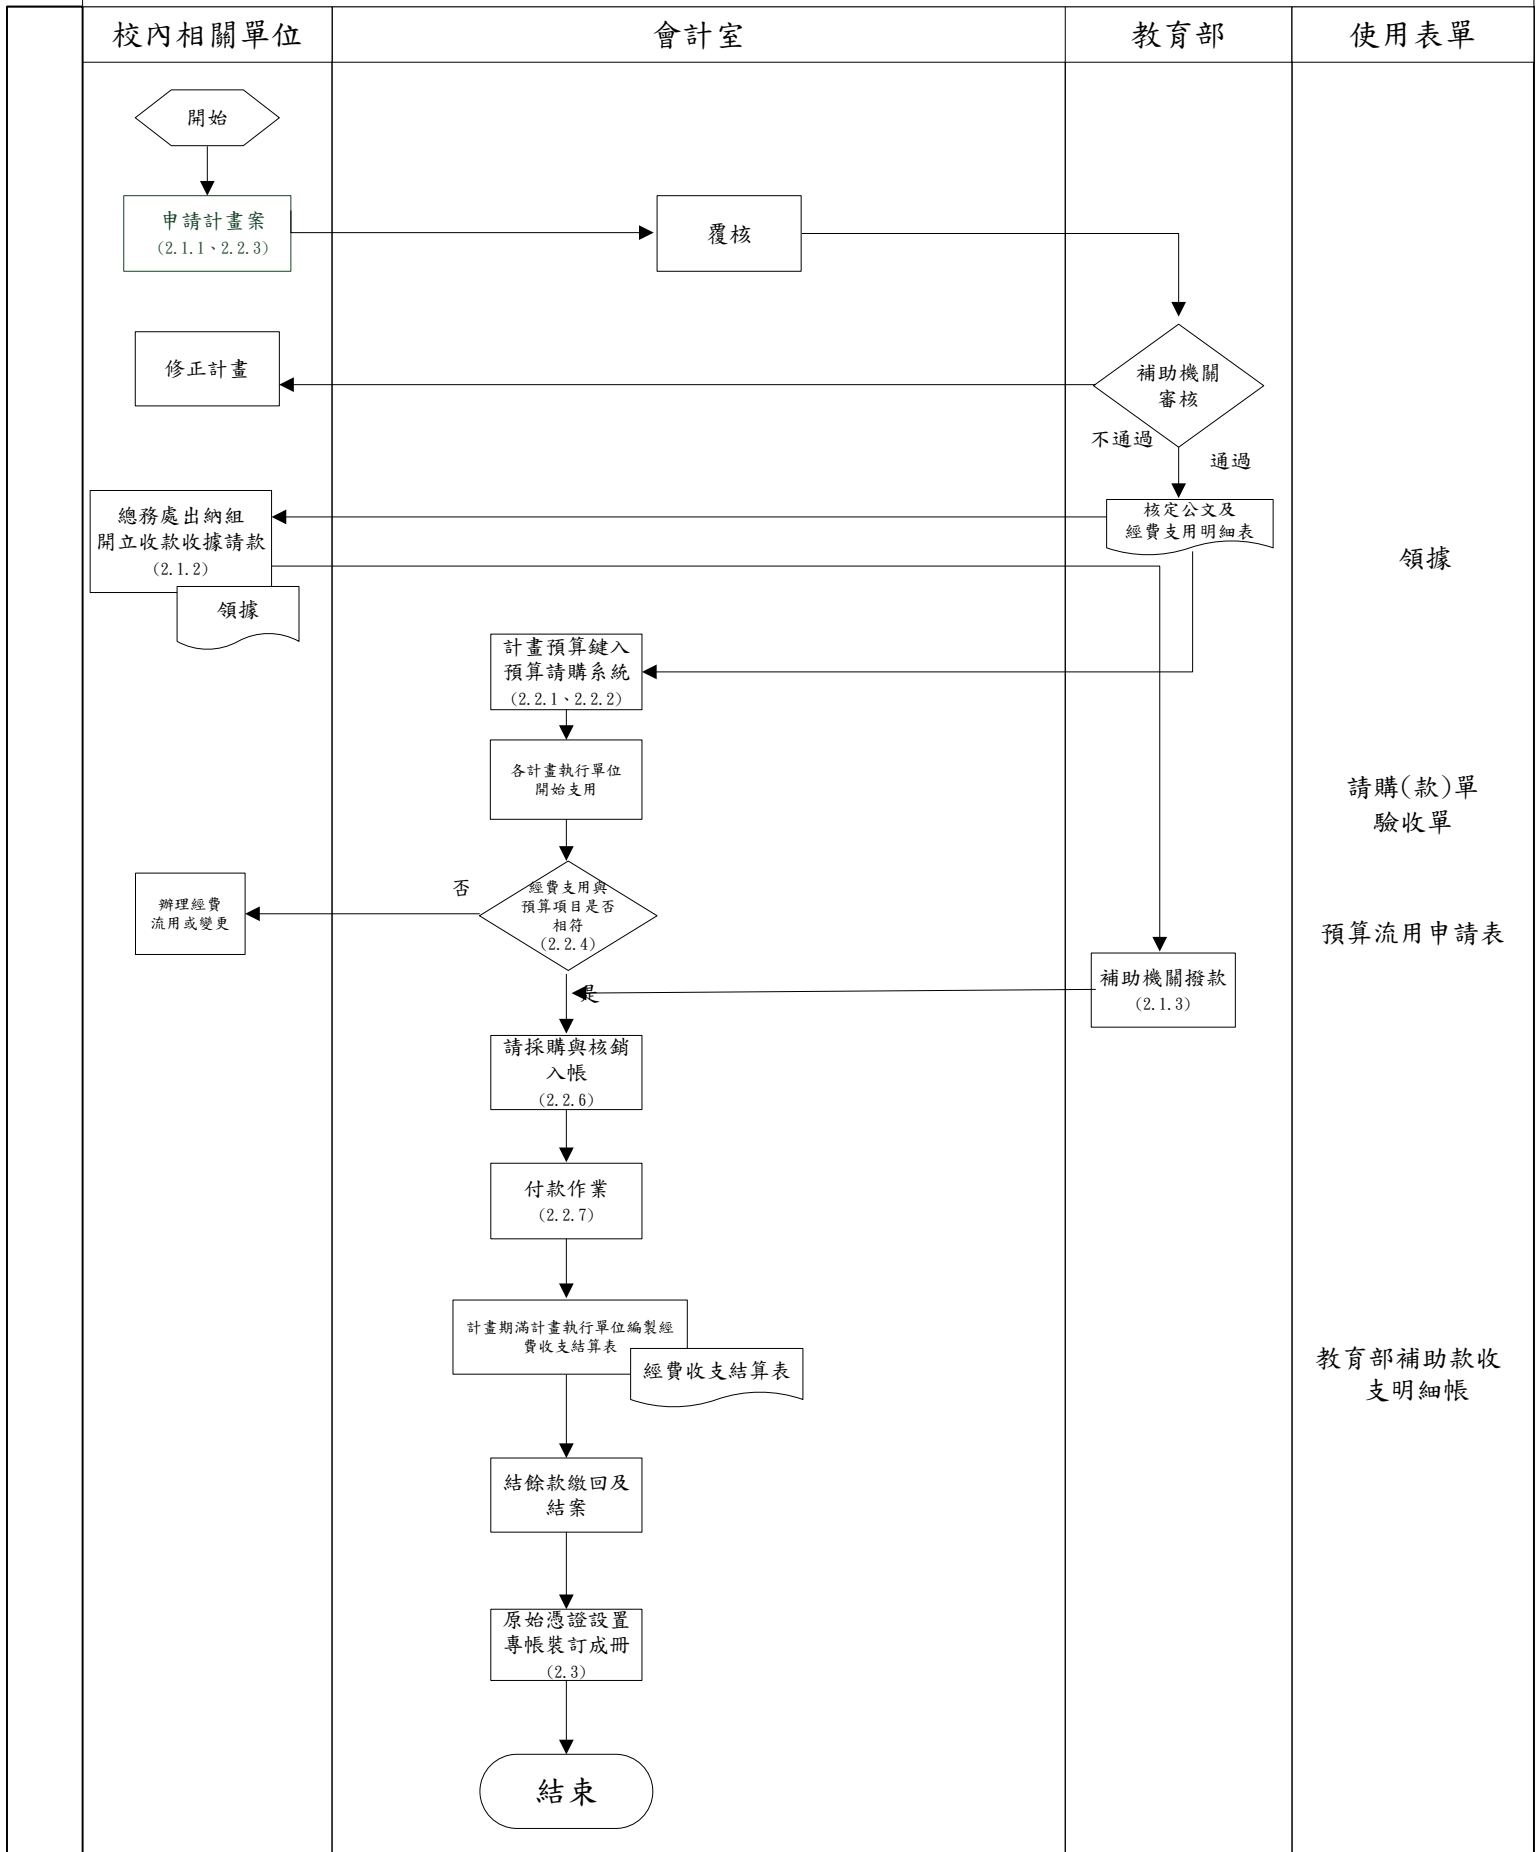 校內相關單位
會計室
教育部
使用表單
開始
申請計畫案
(2.1.1、2.2.3)
覆核
修正計畫
補助機關
審核
不通過
通過
總務處出納組
開立收款收據請款
(2.1.2)
領據
核定公文及
經費支用明細表
領據
計畫預算鍵入
預算請購系統
(2.2.1、2.2.2)
各計畫執行單位
開始支用
請購(款)單
驗收單
辦理經費
流用或變更
否
經費支用與
預算項目是否
相符
(2.2.4)
預算流用申請表
是
補助機關撥款
(2.1.3)
請採購與核銷
入帳
(2.2.6)
付款作業
(2.2.7)
計畫期滿計畫執行單位編製經
費收支結算表
經費收支結算表
教育部補助款收
支明細帳
結餘款繳回及
結案
原始憑證設置
專帳裝訂成冊
(2.3)
結束